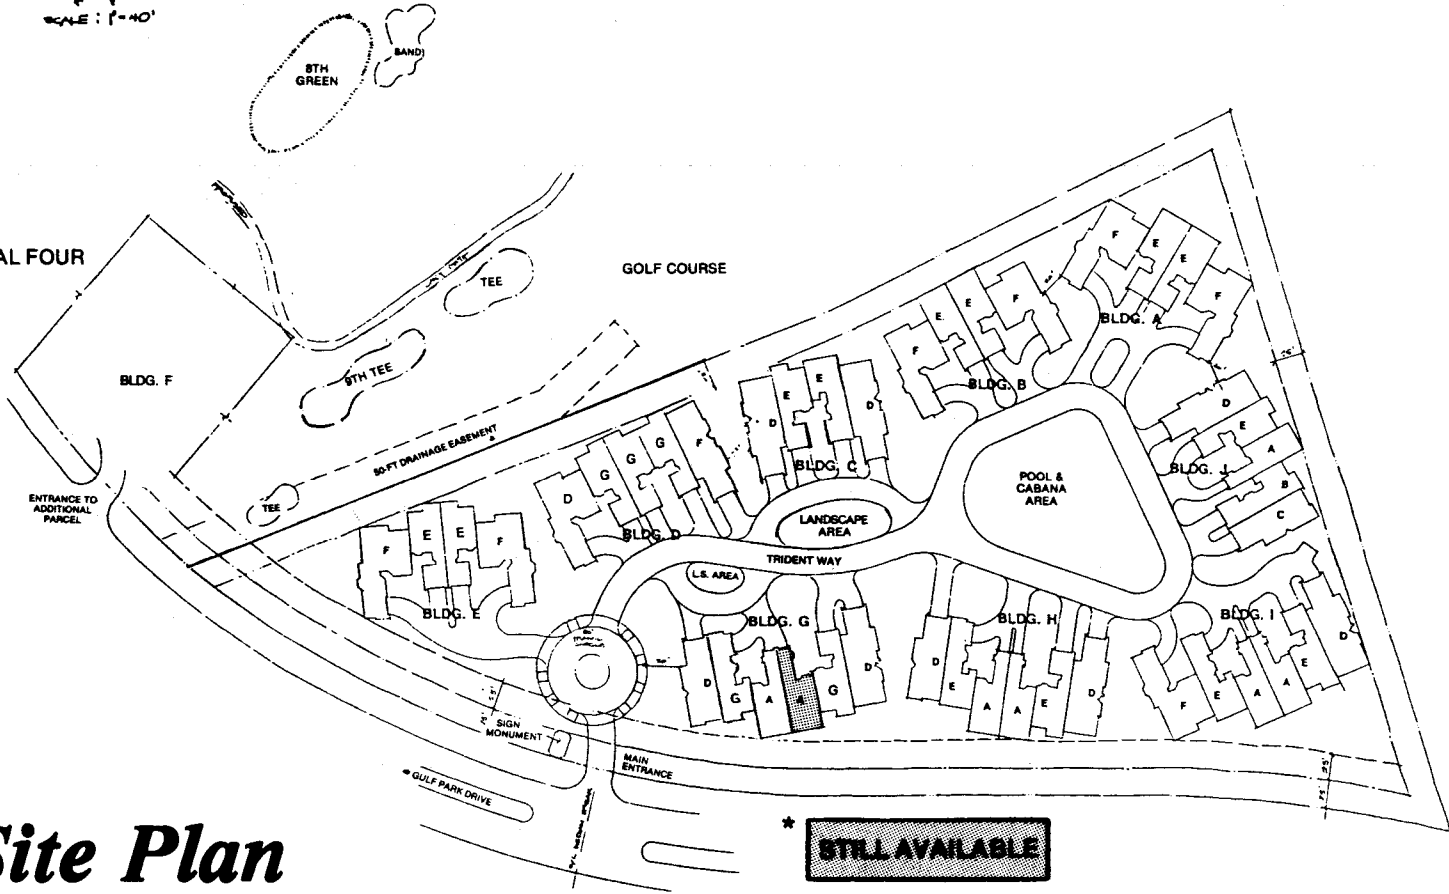 SCALE : 1"=40'
8TH
GREEN
SAND
AL FOUR
GOLF COURSE
TEE
9TH TEE
BLDG. F
50-FT DRAINAGE EASEMENT
TEE
ENTRANCE TO
ADDITIONAL
PARCEL
F
E
E
F
BLDG. A
F
E
E
F
BLDG. B
D
E
E
D
BLDG. C
D
G
G
G
F
BLDG. D
F
E
E
F
BLDG. E
LANDSCAPE
AREA
TRIDENT WAY
L.S. AREA
POOL &
CABANA
AREA
D
E
A
B
C
BLDG. J
BLDG. G
D
G
A
A
G
D
BLDG. H
D
E
A
A
E
D
BLDG. I
F
E
A
A
E
D
75' 55'
SIGN
MONUMENT
MAIN
ENTRANCE
GULF PARK DRIVE
Site Plan
*
STILL AVAILABLE